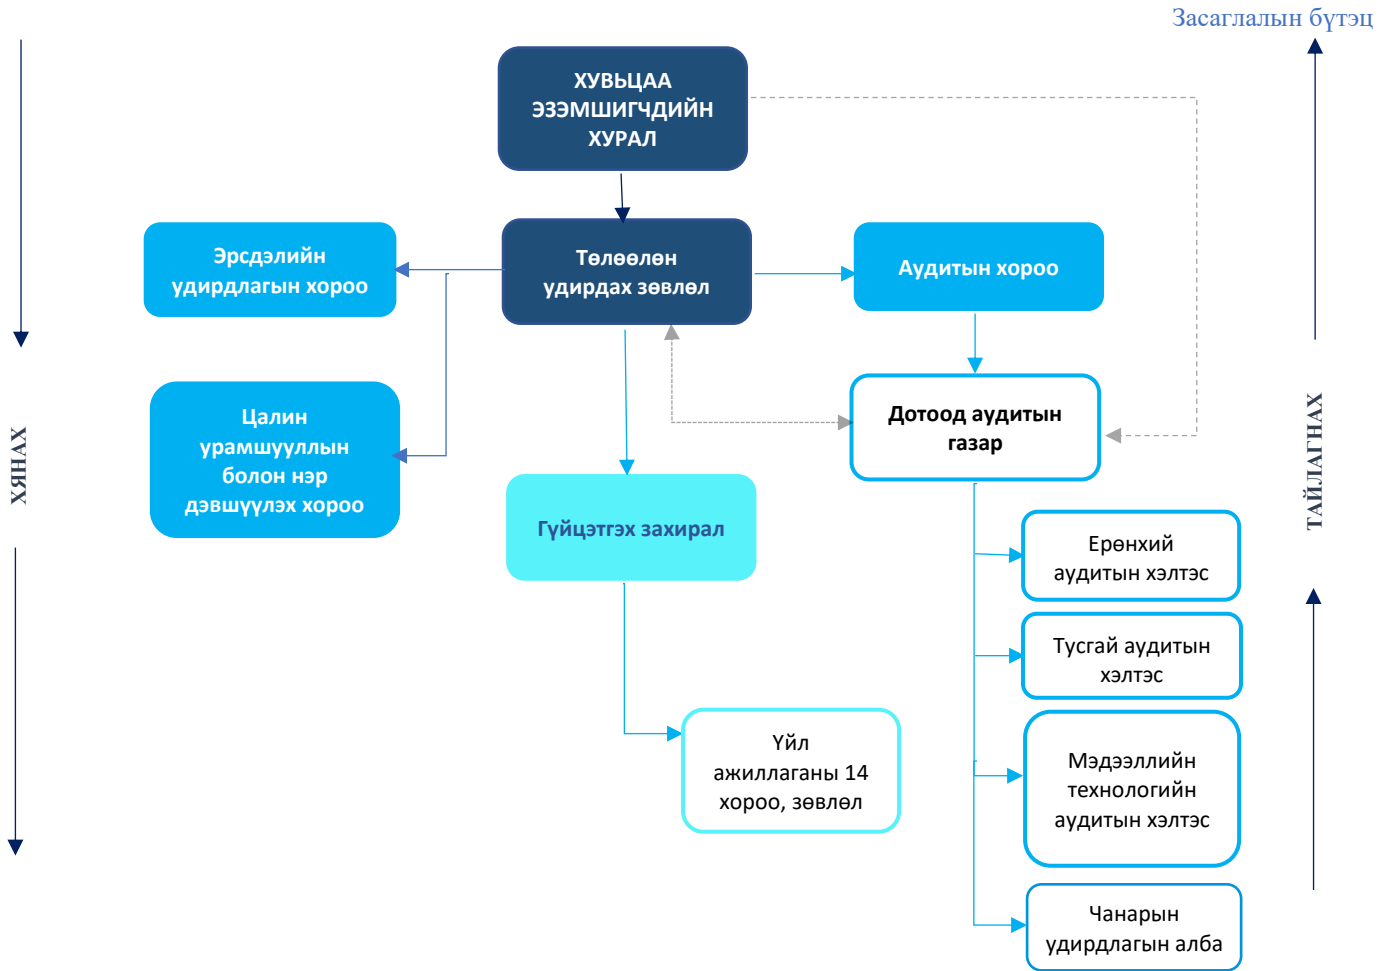 Засаглалын бүтэц
ХУВЬЦАА
ЭЗЭМШИГЧДИЙН
ХУРАЛ
Эрсдэлийн
удирдлагын хороо
Төлөөлөн
удирдах зөвлөл
Аудитын хороо
Цалин
урамшууллын
болон нэр
дэвшүүлэх хороо
Дотоод аудитын
газар
ХЯНАХ
ТАЙЛАГНАХ
Гүйцэтгэх захирал
Ерөнхий
аудитын хэлтэс
Тусгай аудитын
хэлтэс
Үйл
ажиллаганы 14
хороо, зөвлөл
Мэдээллийн
технологийн
аудитын хэлтэс
Чанарын
удирдлагын алба